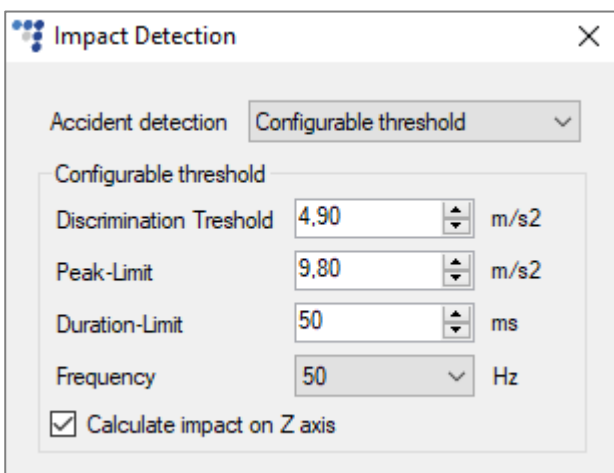 Impact Detection
Accident detection Configurable threshold
Configurable threshold
Discrimination Treshold 4,90 m/s2
Peak-Limit 9,80 m/s2
Duration-Limit 50 ms
Frequency 50 Hz
Calculate impact on Z axis